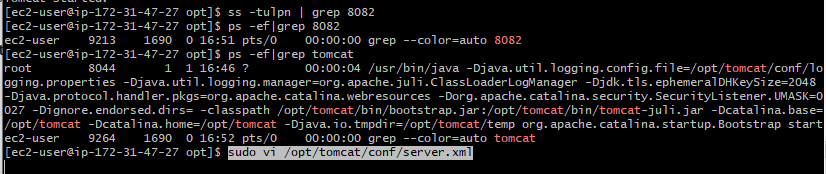 Tomcat started.
[ec2-user@ip-172-31-47-27 opt]$ ss -tulpn | grep 8082
[ec2-user@ip-172-31-47-27 opt]$ ps -ef|grep 8082
ec2-user    9213    1690  0 16:51 pts/0    00:00:00 grep --color=auto 8082
[ec2-user@ip-172-31-47-27 opt]$ ps -ef|grep tomcat
root        8044       1  1 16:46 ?        00:00:04 /usr/bin/java -Djava.util.logging.config.file=/opt/tomcat/conf/lo
gging.properties -Djava.util.logging.manager=org.apache.juli.ClassLoaderLogManager -Djdk.tls.ephemeralDHKeySize=2048
-Djava.protocol.handler.pkgs=org.apache.catalina.webresources -Dorg.apache.catalina.security.SecurityListener.UMASK=0
027 -Dignore.endorsed.dirs= -classpath /opt/tomcat/bin/bootstrap.jar:/opt/tomcat/bin/tomcat-juli.jar -Dcatalina.base=
/opt/tomcat -Dcatalina.home=/opt/tomcat -Djava.io.tmpdir=/opt/tomcat/temp org.apache.catalina.startup.Bootstrap start
ec2-user    9264    1690  0 16:52 pts/0    00:00:00 grep --color=auto tomcat
[ec2-user@ip-172-31-47-27 opt]$ sudo vi /opt/tomcat/conf/server.xml